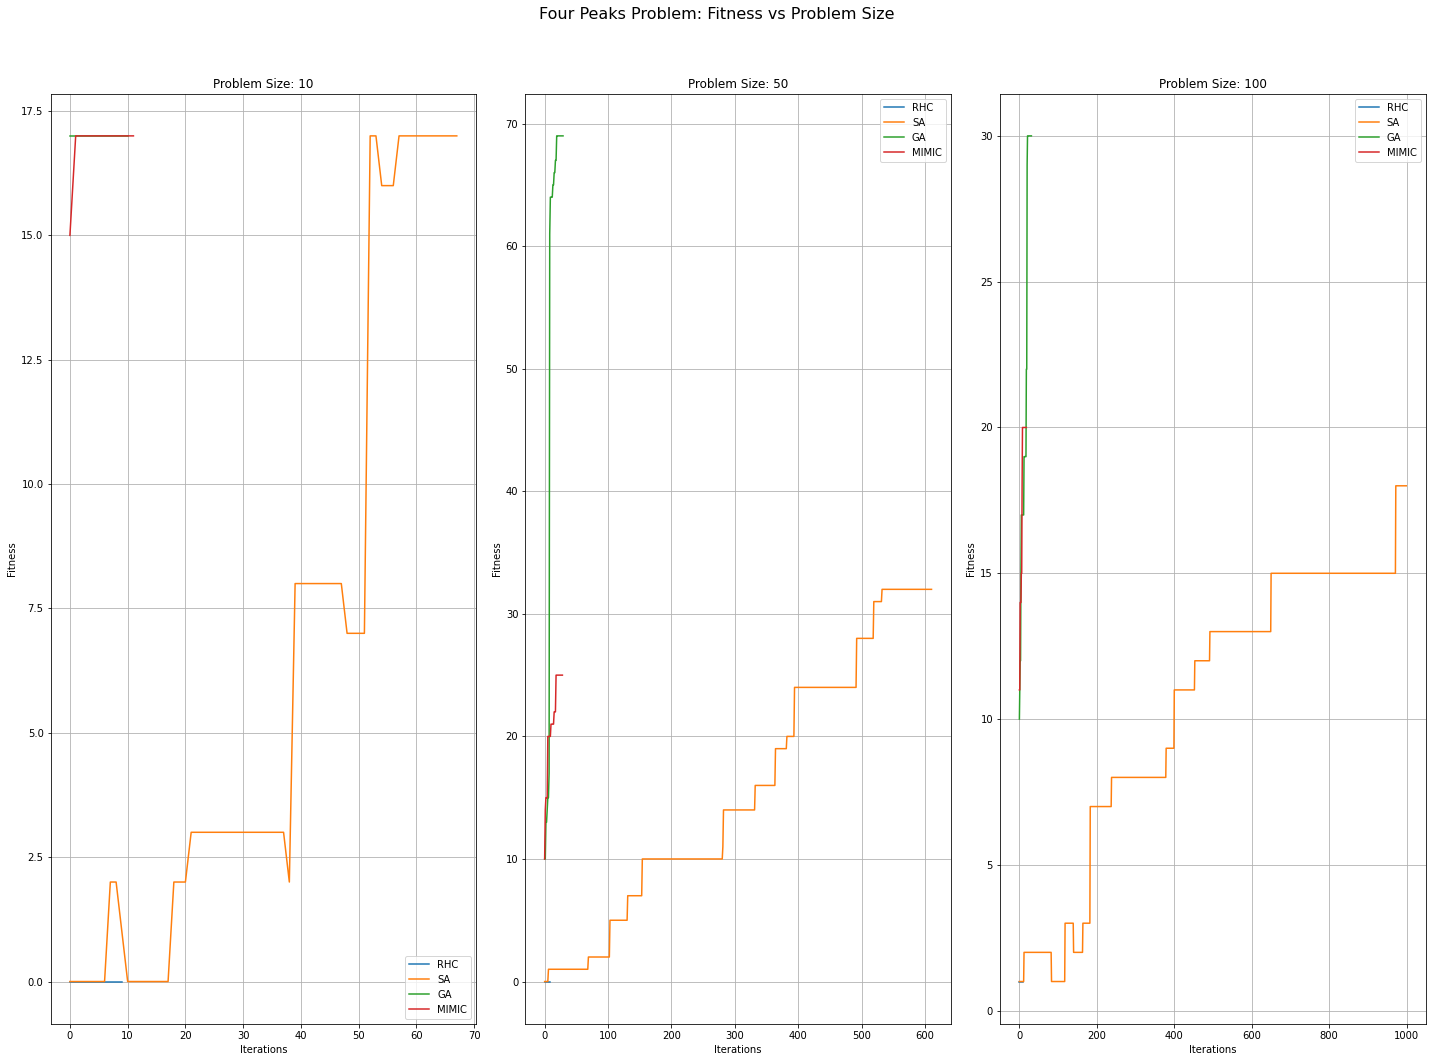 Four Peaks Problem: Fitness vs Problem Size
Problem Size: 10
17.5
15.0
12.5
10.0
7.5
5.0
2.5
0.0
Fitness
0 10 20 30 40 50 60 70
Iterations
RHC
SA
GA
MIMIC
Problem Size: 50
70
60
50
40
30
20
10
0
Fitness
0 100 200 300 400 500 600
Iterations
RHC
SA
GA
MIMIC
Problem Size: 100
30
25
20
15
10
5
0
Fitness
0 200 400 600 800 1000
Iterations
RHC
SA
GA
MIMIC